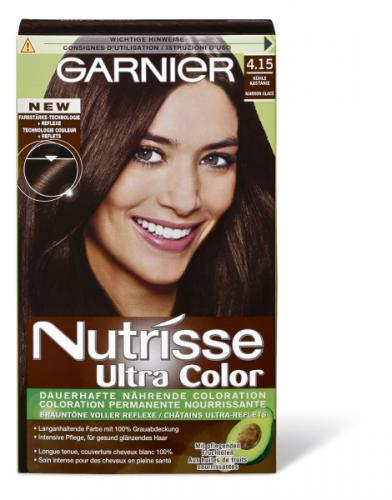 WICHTIGE HINWEISE
CONSIGNES D'UTILISATION / ISTRUZIONI D'USO
GARNIER
4.15
KÜHLE
KASTANIE
MARRON GLACÉ
NEW
FARBSTÄRKE-TECHNOLOGIE
+ REFLEXE
TECHNOLOGIE COULEUR
+ REFLETS
Nutrisse
Ultra Color
DAUERHAFTE NÄHRENDE COLORATION
COLORATION PERMANENTE NOURRISSANTE
BRAUNTÖNE VOLLER REFLEXE / CHÂTAINS ULTRA-REFLETS
• Langanhaltende Farbe mit 100% Grauabdeckung
• Intensive Pflege, für gesund glänzendes Haar
• Longue tenue, couverture cheveux blanc 100%
• Soin intense pour des cheveux en pleine santé
Mit pflegenden
Fruchtölen
Aux huiles de fruits
nourrissantes